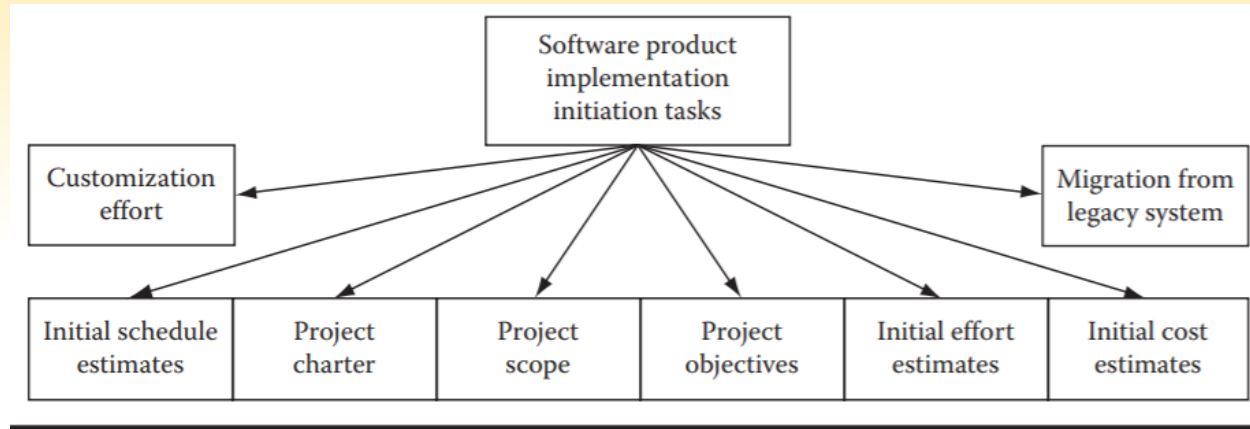 Software product
implementation
initiation tasks
Customization
effort
Migration from
legacy system
Initial schedule
estimates
Project
charter
Project
scope
Project
objectives
Initial effort
estimates
Initial cost
estimates